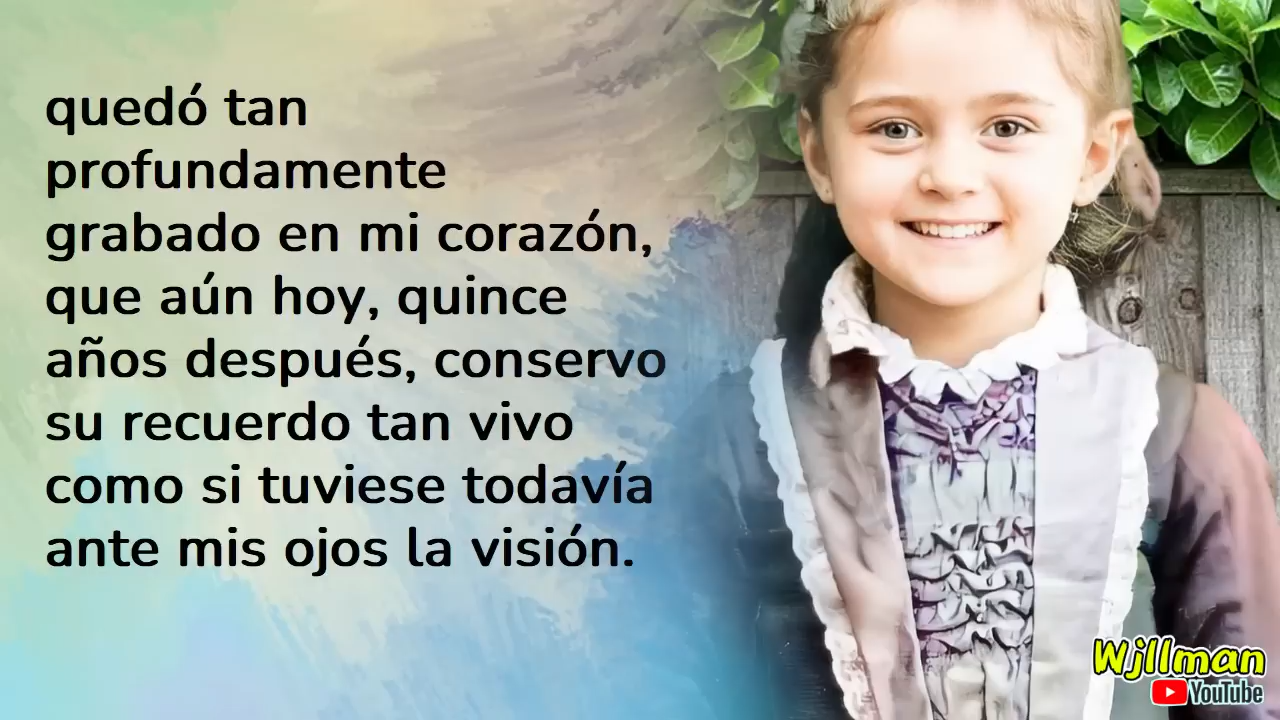 quedó tan
profundamente
grabado en mi corazón,
que aún hoy, quince
años después, conservo
su recuerdo tan vivo
como si tuviese todavía
ante mis ojos la visión.
Wjllman
YouTube